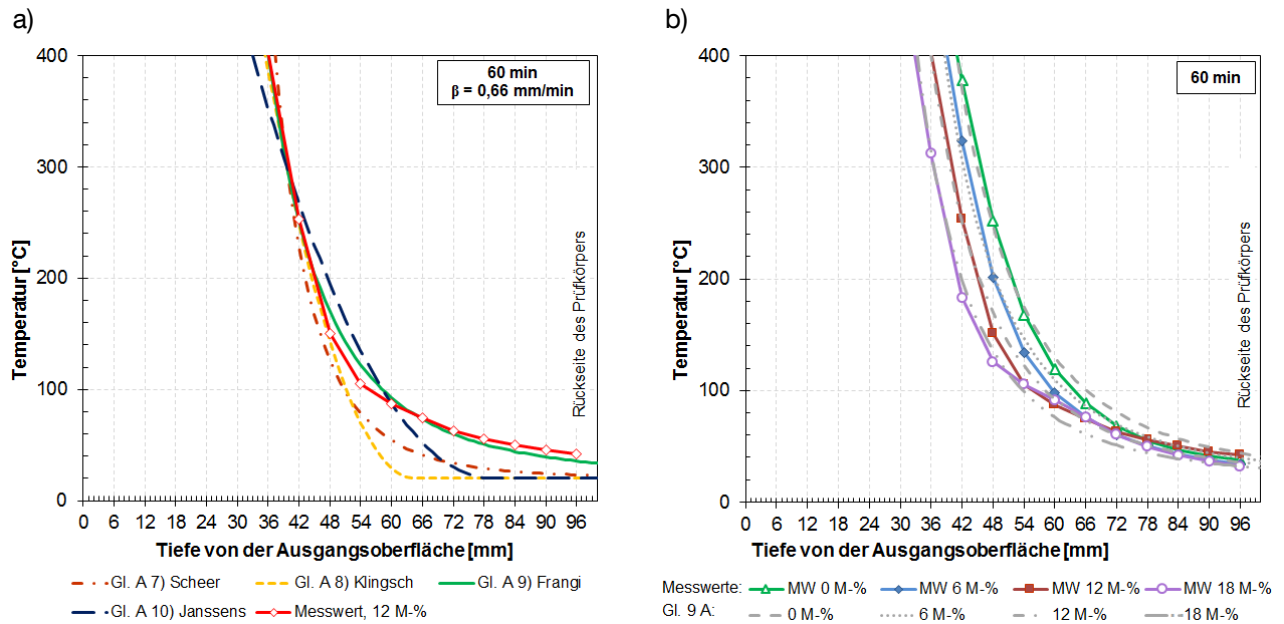 a)
400
300
200
100
0
Temperatur [°C]
60 min
β = 0,66 mm/min
Rückseite des Prüfkörpers
0 6 12 18 24 30 36 42 48 54 60 66 72 78 84 90 96
Tiefe von der Ausgangsoberfläche [mm]
Gl. A 7) Scheer Gl. A 8) Klingsch Gl. A 9) Frangi
Gl. A 10) Janssens Messwert, 12 M-%
b)
400
300
200
100
0
Temperatur [°C]
60 min
Rückseite des Prüfkörpers
0 6 12 18 24 30 36 42 48 54 60 66 72 78 84 90 96
Tiefe von der Ausgangsoberfläche [mm]
Messwerte: MW 0 M-% MW 6 M-% MW 12 M-% MW 18 M-%
Gl. 9 A: 0 M-% 6 M-% 12 M-% 18 M-%